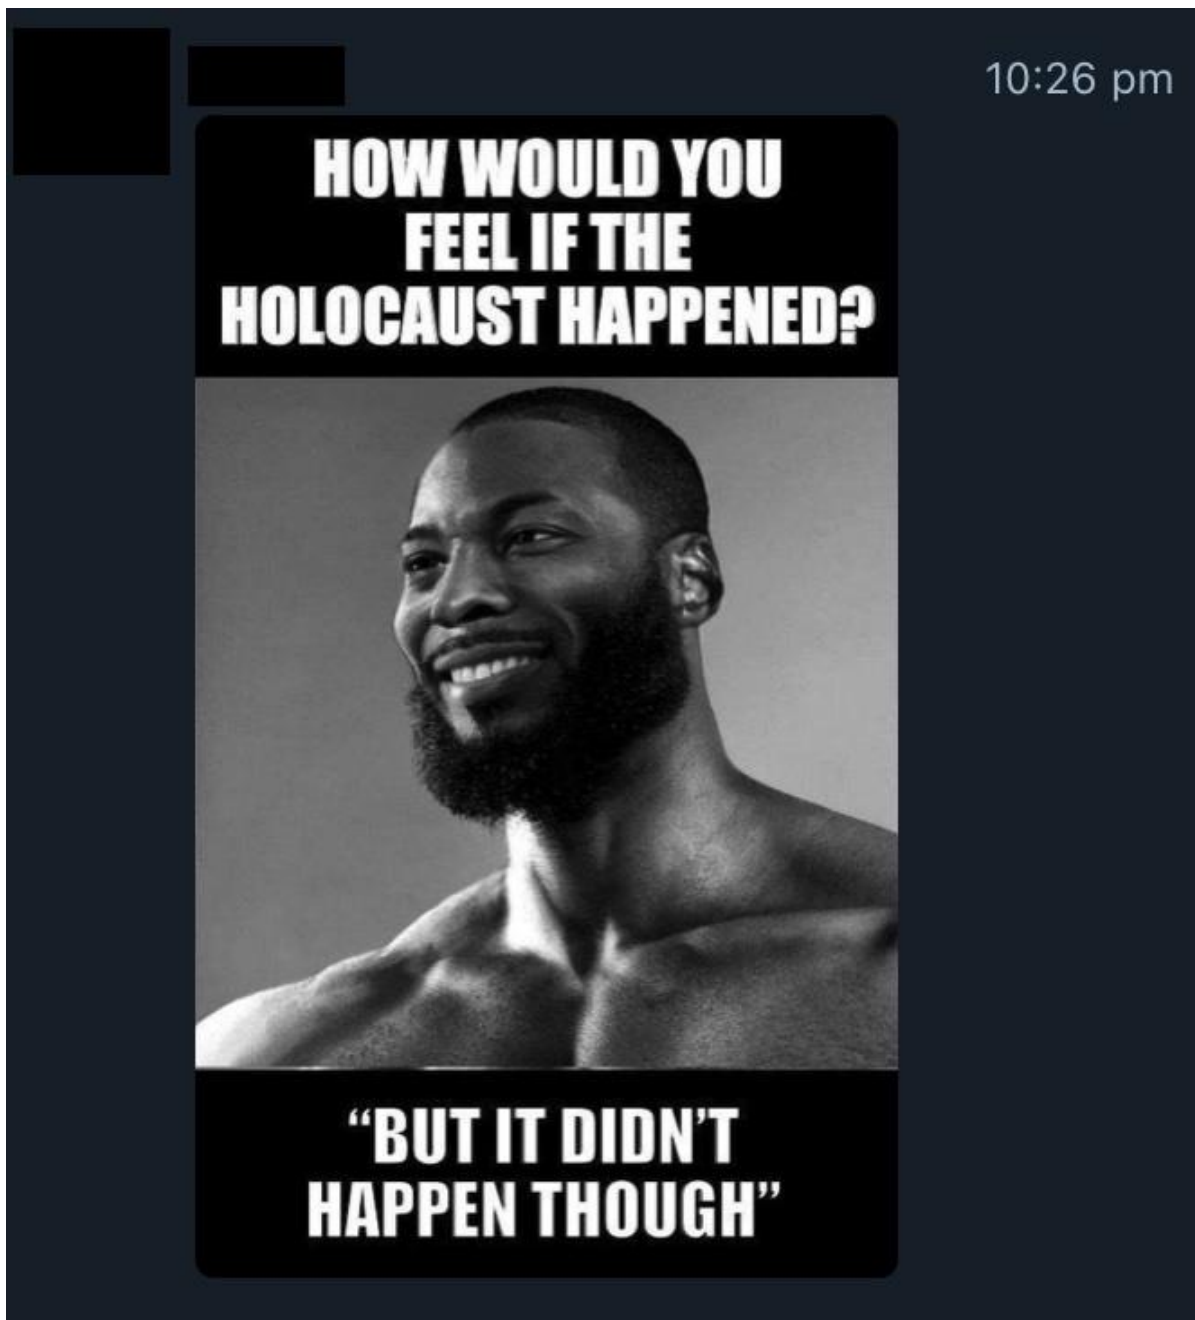 10:26 pm
HOW WOULD YOU
FEEL IF THE
HOLOCAUST HAPPENED?
“BUT IT DIDN’T
HAPPEN THOUGH”